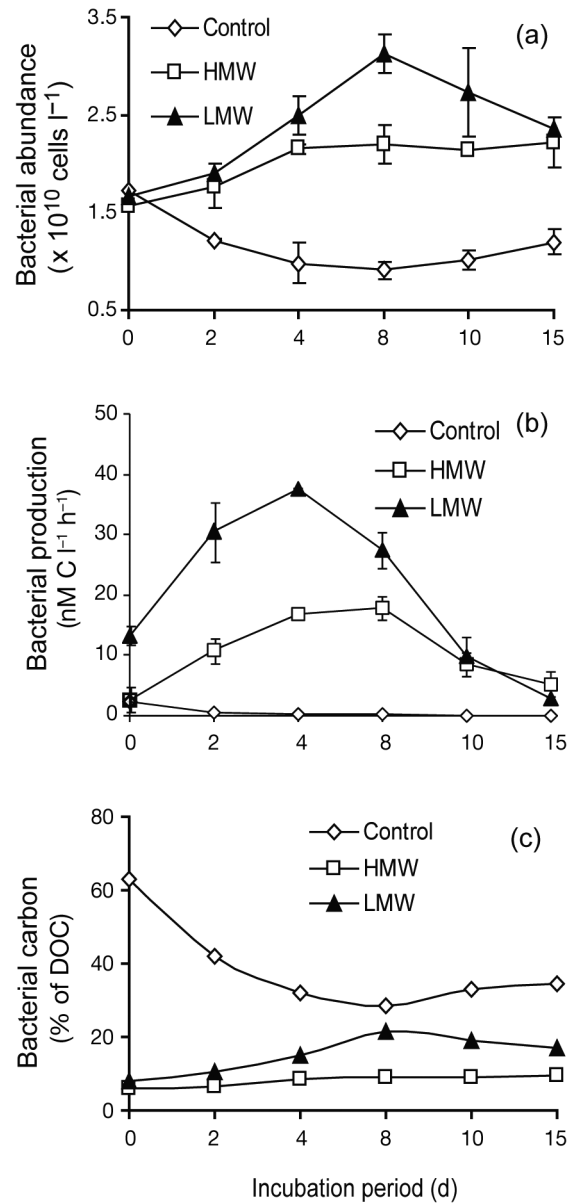 (a)
Control
HMW
LMW
Bacterial abundance
(x 10¹⁰ cells l⁻¹)
3.5
2.5
1.5
0.5
0 2 4 8 10 15
(b)
Control
HMW
LMW
Bacterial production
(nM C l⁻¹ h⁻¹)
50
40
30
20
10
0
0 2 4 8 10 15
(c)
Control
HMW
LMW
Bacterial carbon
(% of DOC)
80
60
40
20
0
0 2 4 8 10 15
Incubation period (d)